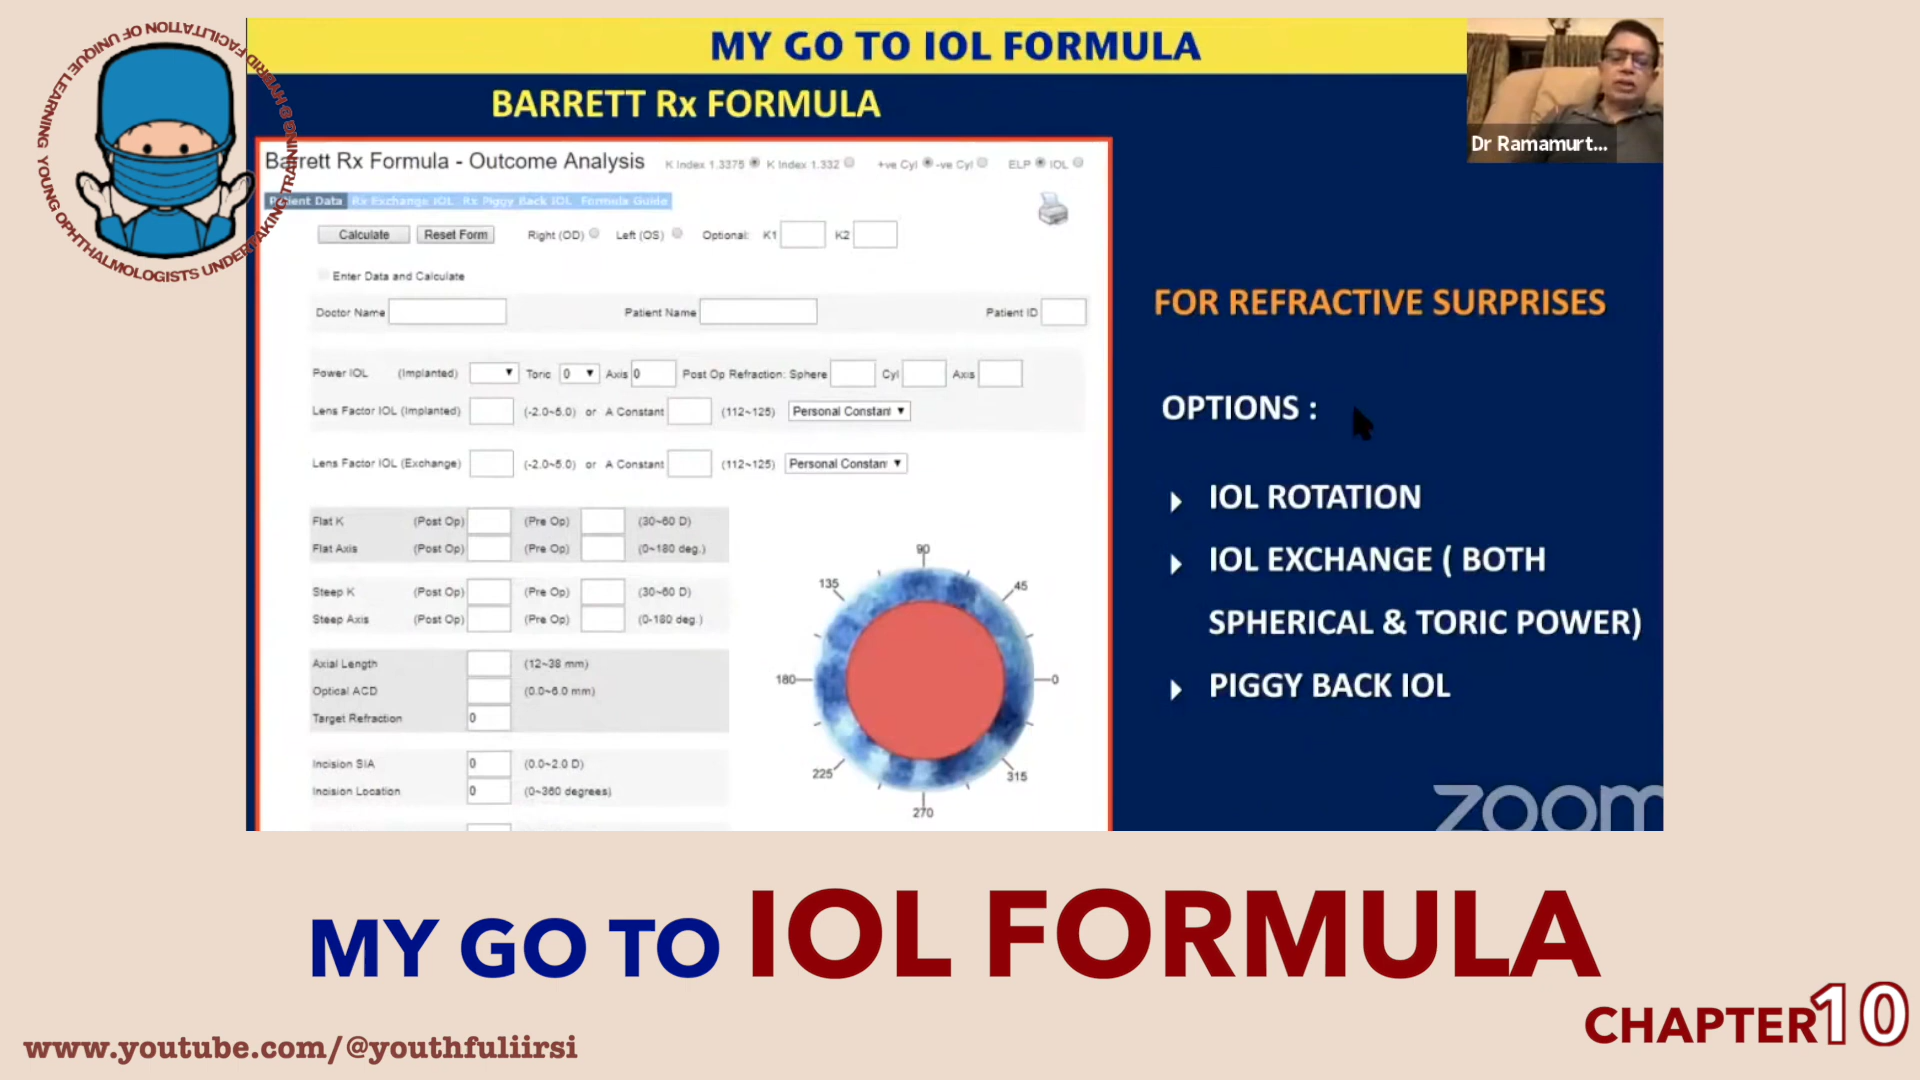 MY GO TO IOL FORMULA
BARRETT Rx FORMULA
Dr Ramamurt...
YOUNG OPHTHALMOLOGISTS UNDERTAKING TRAINING & HYBRID FACILITATION OF UNIQUE LEARNING
Barrett Rx Formula - Outcome Analysis K Index 1.3375 K Index 1.332 +ve Cyl -ve Cyl ELP IOL
Patient Data Rx Exchange IOL Rx Piggy Back IOL Formula Guide
Calculate Reset Form Right (OD) Left (OS) Optional: K1 K2
Enter Data and Calculate
Doctor Name Patient Name Patient ID
Power IOL (Implanted) Toric 0 Axis 0 Post Op Refraction: Sphere Cyl Axis
Lens Factor IOL (Implanted) (-2.0~5.0) or A Constant (112~125) Personal Constant
Lens Factor IOL (Exchange) (-2.0~5.0) or A Constant (112~125) Personal Constant
Flat K (Post Op) (Pre Op) (30~60 D)
Flat Axis (Post Op) (Pre Op) (0~180 deg.)
Steep K (Post Op) (Pre Op) (30~60 D)
Steep Axis (Post Op) (Pre Op) (0-180 deg.)
Axial Length (12~38 mm)
Optical ACD (0.0~6.0 mm)
Target Refraction 0
Incision SIA 0 (0.0~2.0 D)
Incision Location 0 (0~360 degrees)
90
135 45
180 0
225 315
270
FOR REFRACTIVE SURPRISES
OPTIONS :
IOL ROTATION
IOL EXCHANGE ( BOTH
SPHERICAL & TORIC POWER)
PIGGY BACK IOL
zoom
MY GO TO IOL FORMULA
CHAPTER 10
www.youtube.com/@youthfuliirsi